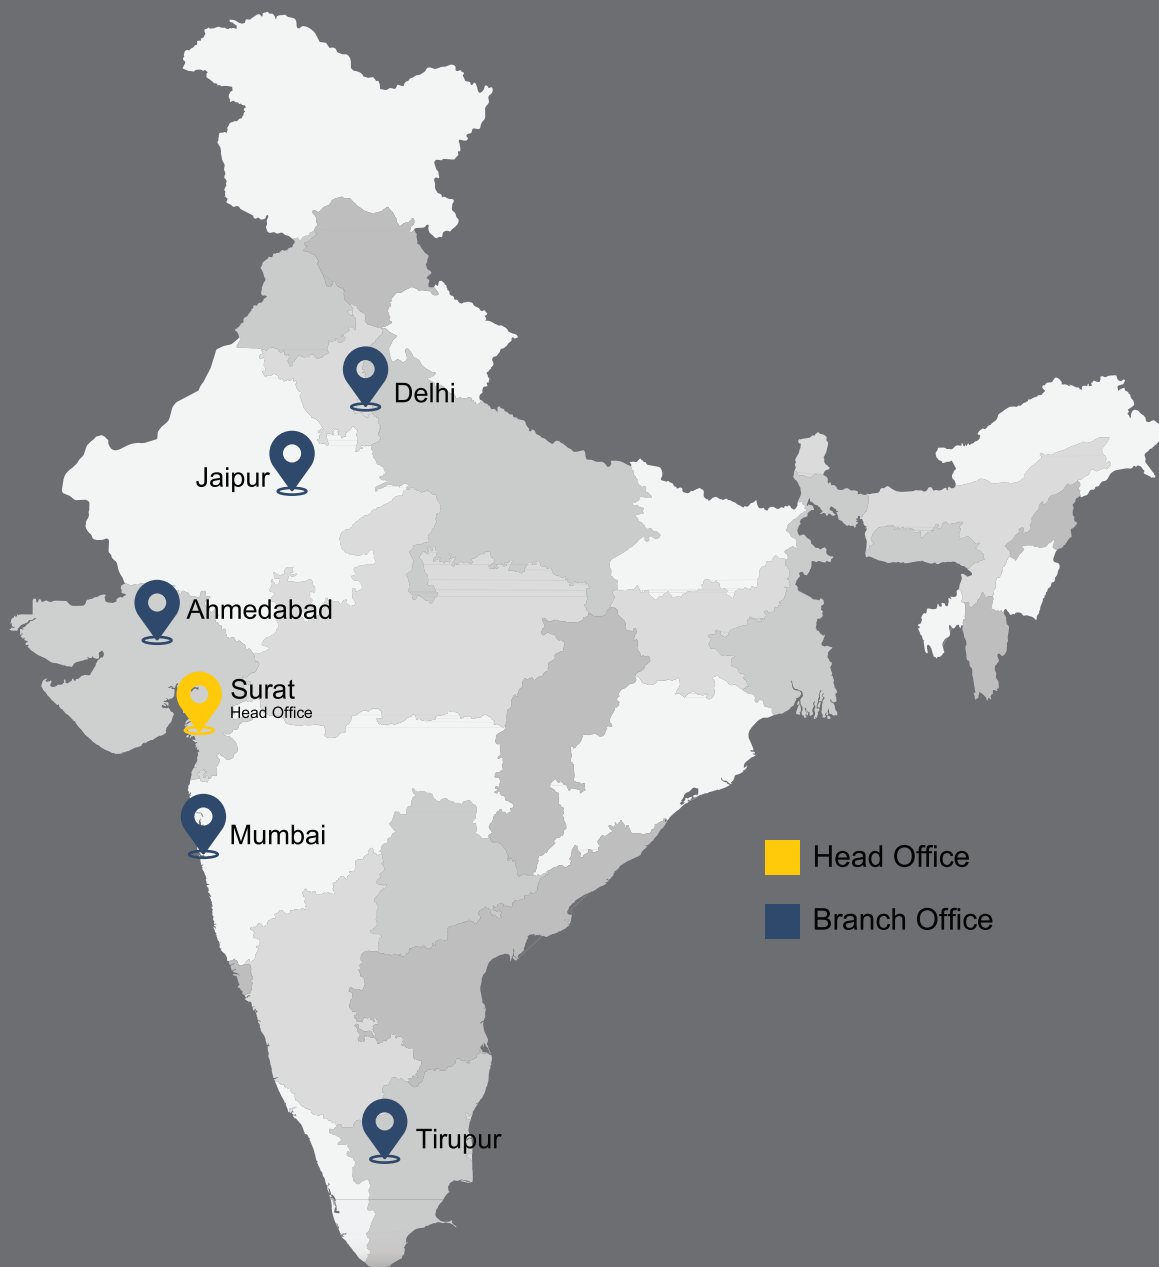 Delhi
Jaipur
Ahmedabad
Surat
Head Office
Mumbai
Head Office
Branch Office
Tirupur